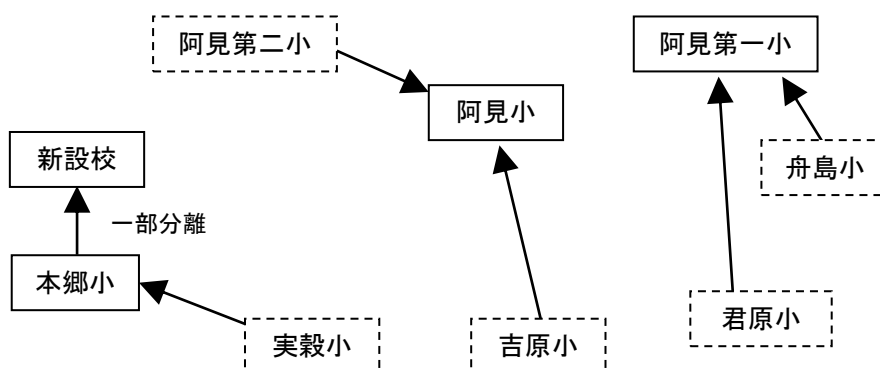 阿見第二小
阿見第一小
阿見小
新設校
舟島小
一部分離
本郷小
君原小
実穀小
吉原小